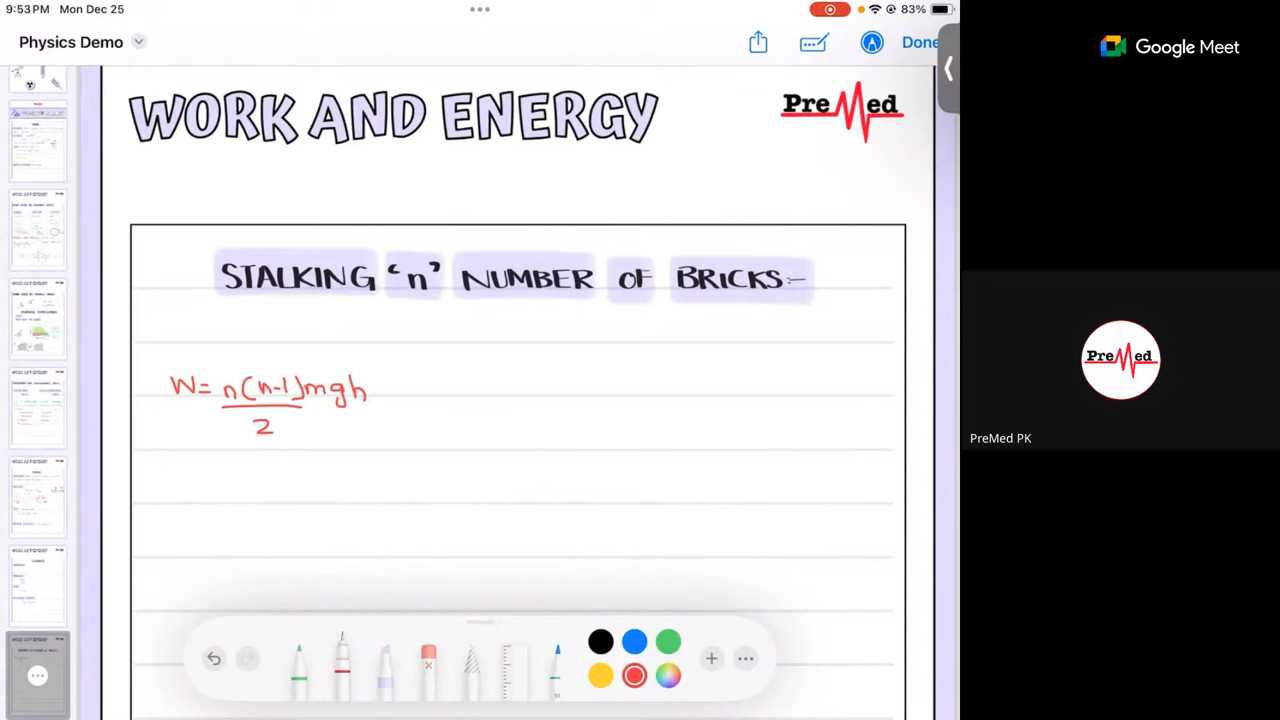 9:53 PM Mon Dec 25
83%
Physics Demo
Done
Google Meet
WORK AND ENERGY
PreMed
STALKING 'n' NUMBER OF BRICKS:-
W= n(n-1)mgh
2
PreMed
PreMed PK